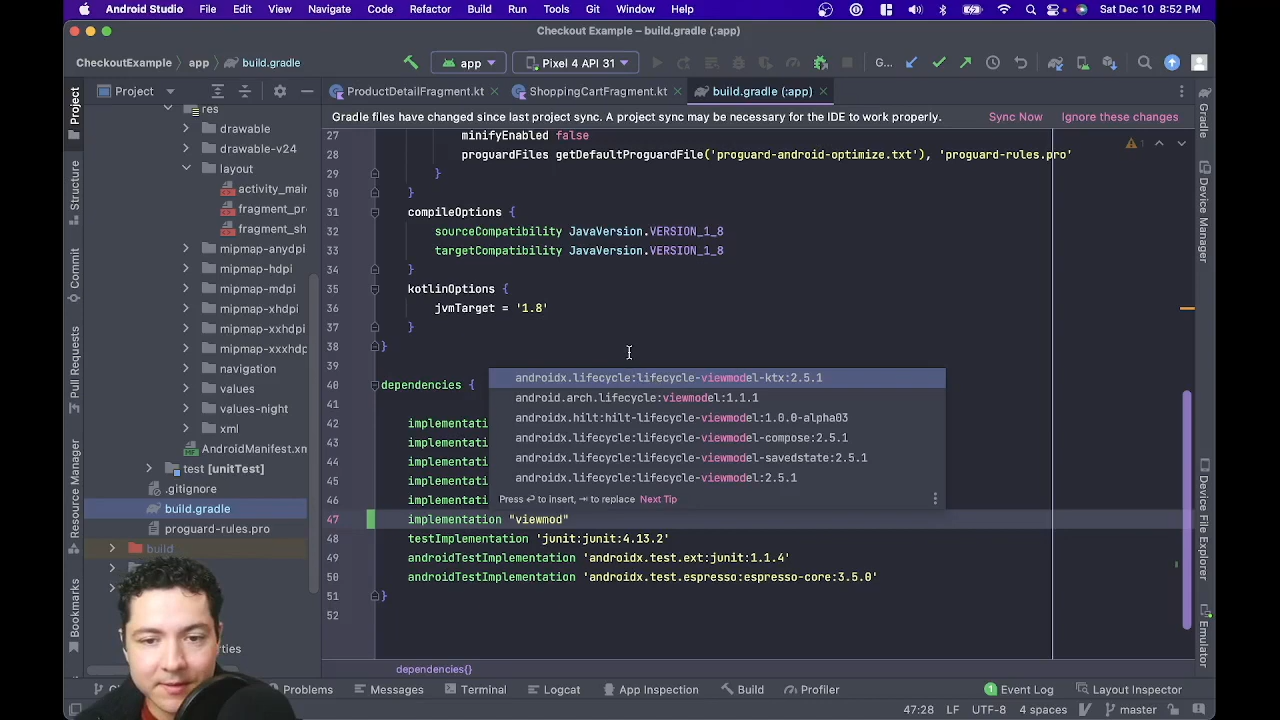 Android Studio File Edit View Navigate Code Refactor Build Run Tools Git Window Help Sat Dec 10 8:52 PM
Checkout Example – build.gradle (:app)
CheckoutExample app build.gradle app Pixel 4 API 31 G...
Project ProductDetailFragment.kt ShoppingCartFragment.kt build.gradle (:app)
Gradle files have changed since last project sync. A project sync may be necessary for the IDE to work properly. Sync Now Ignore these changes
Project
Structure
Commit
Pull Requests
Resource Manager
Bookmarks
res
drawable
drawable-v24
layout
activity_mair
fragment_pr
fragment_sh
mipmap-anydpi
mipmap-hdpi
mipmap-mdpi
mipmap-xhdpi
mipmap-xxhdpi
mipmap-xxxhdp
navigation
values
values-night
xml
AndroidManifest.xm
test [unitTest]
.gitignore
build.gradle
proguard-rules.pro
build
27 minifyEnabled false
28 proguardFiles getDefaultProguardFile('proguard-android-optimize.txt'), 'proguard-rules.pro'
29 }
30 }
31 compileOptions {
32 sourceCompatibility JavaVersion.VERSION_1_8
33 targetCompatibility JavaVersion.VERSION_1_8
34 }
35 kotlinOptions {
36 jvmTarget = '1.8'
37 }
38 }
39
40 dependencies {
41
42 implementati
43 implementati
44 implementati
45 implementati
46 implementati
47 implementation "viewmod"
48 testImplementation 'junit:junit:4.13.2'
49 androidTestImplementation 'androidx.test.ext:junit:1.1.4'
50 androidTestImplementation 'androidx.test.espresso:espresso-core:3.5.0'
51 }
52
androidx.lifecycle:lifecycle-viewmodel-ktx:2.5.1
android.arch.lifecycle:viewmodel:1.1.1
androidx.hilt:hilt-lifecycle-viewmodel:1.0.0-alpha03
androidx.lifecycle:lifecycle-viewmodel-compose:2.5.1
androidx.lifecycle:lifecycle-viewmodel-savedstate:2.5.1
androidx.lifecycle:lifecycle-viewmodel:2.5.1
Press ⏎ to insert, ⇥ to replace Next Tip
1
Gradle
Device Manager
Device File Explorer
Emulator
dependencies{}
Problems Messages Terminal Logcat App Inspection Build Profiler 1 Event Log Layout Inspector
47:28 LF UTF-8 4 spaces master